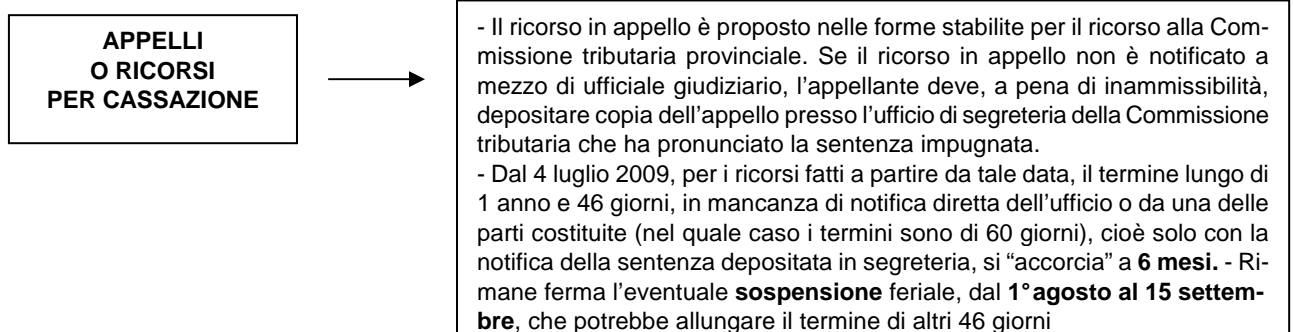 APPELLI
O RICORSI
PER CASSAZIONE
- Il ricorso in appello è proposto nelle forme stabilite per il ricorso alla Com-
missione tributaria provinciale. Se il ricorso in appello non è notificato a
mezzo di ufficiale giudiziario, l'appellante deve, a pena di inammissibilità,
depositare copia dell'appello presso l'ufficio di segreteria della Commissione
tributaria che ha pronunciato la sentenza impugnata.
- Dal 4 luglio 2009, per i ricorsi fatti a partire da tale data, il termine lungo di
1 anno e 46 giorni, in mancanza di notifica diretta dell'ufficio o da una delle
parti costituite (nel quale caso i termini sono di 60 giorni), cioè solo con la
notifica della sentenza depositata in segreteria, si "accorcia" a 6 mesi. - Ri-
mane ferma l'eventuale sospensione feriale, dal 1° agosto al 15 settem-
bre, che potrebbe allungare il termine di altri 46 giorni